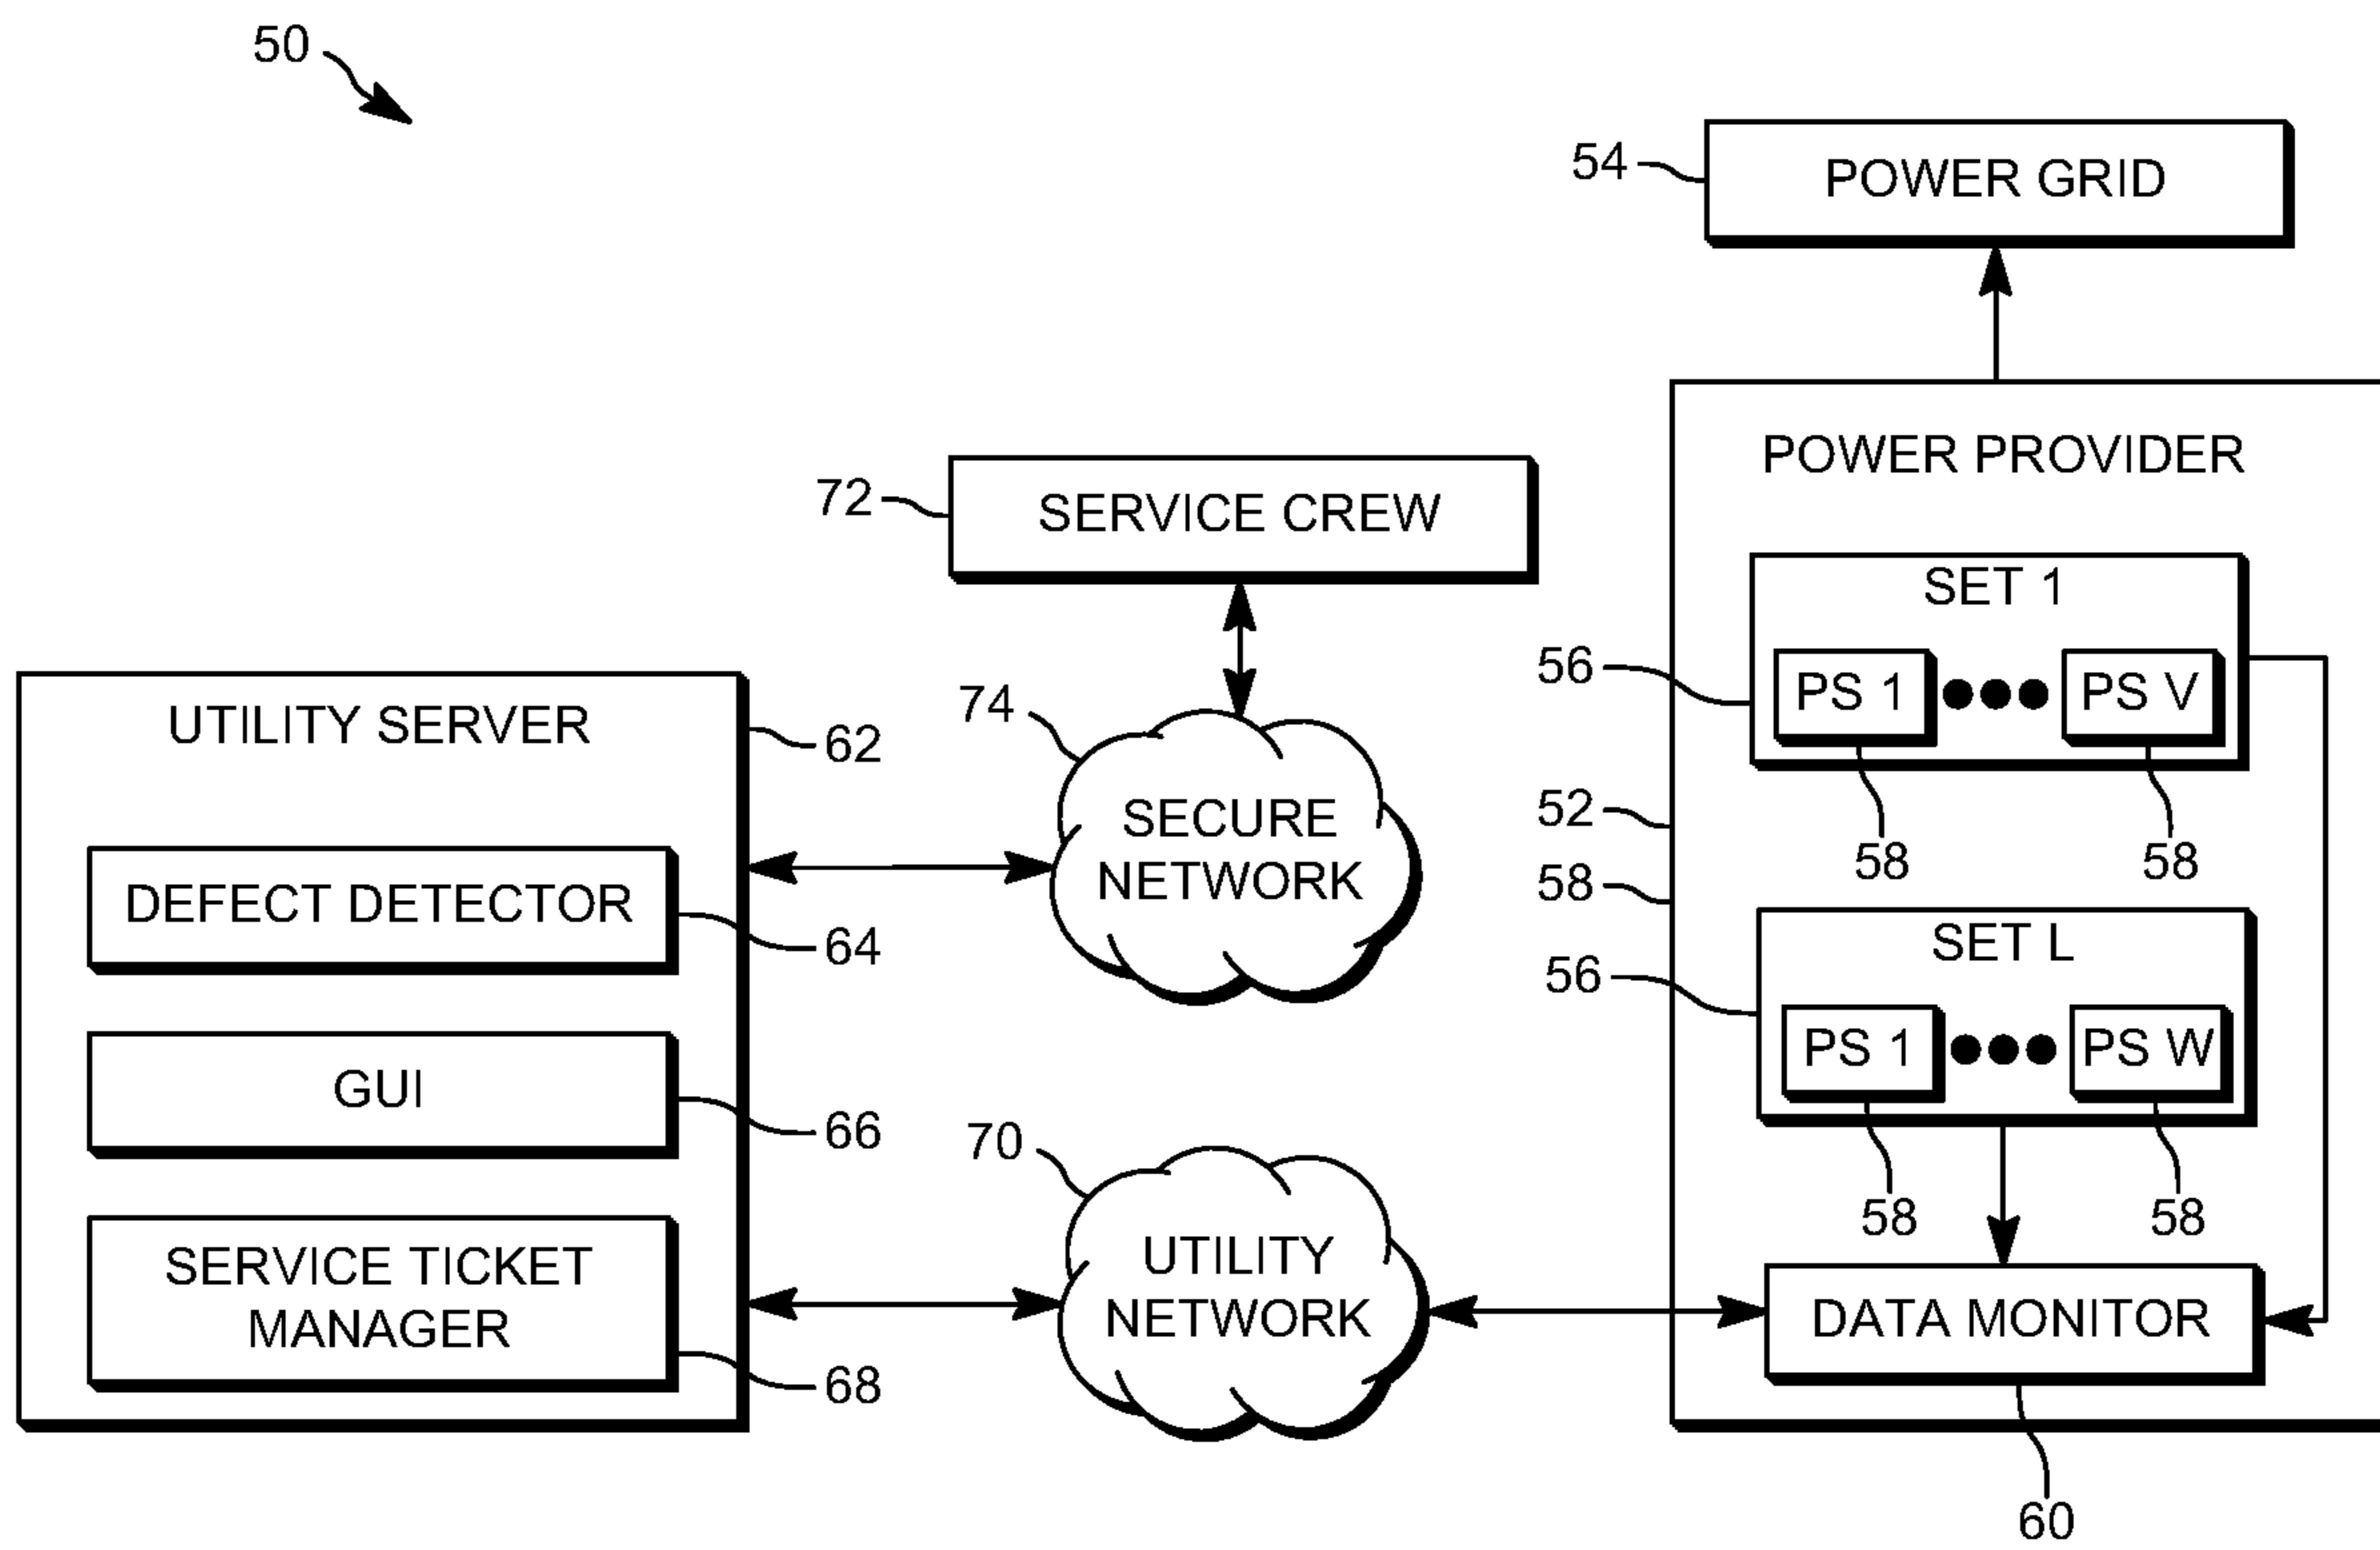 50
54
POWER GRID
POWER PROVIDER
72
SERVICE CREW
SET 1
56
PS 1
PS V
58
58
74
SECURE
NETWORK
UTILITY SERVER
62
52
58
DEFECT DETECTOR
64
SET L
56
PS 1
PS W
58
58
GUI
66
70
UTILITY
NETWORK
SERVICE TICKET
MANAGER
68
DATA MONITOR
60